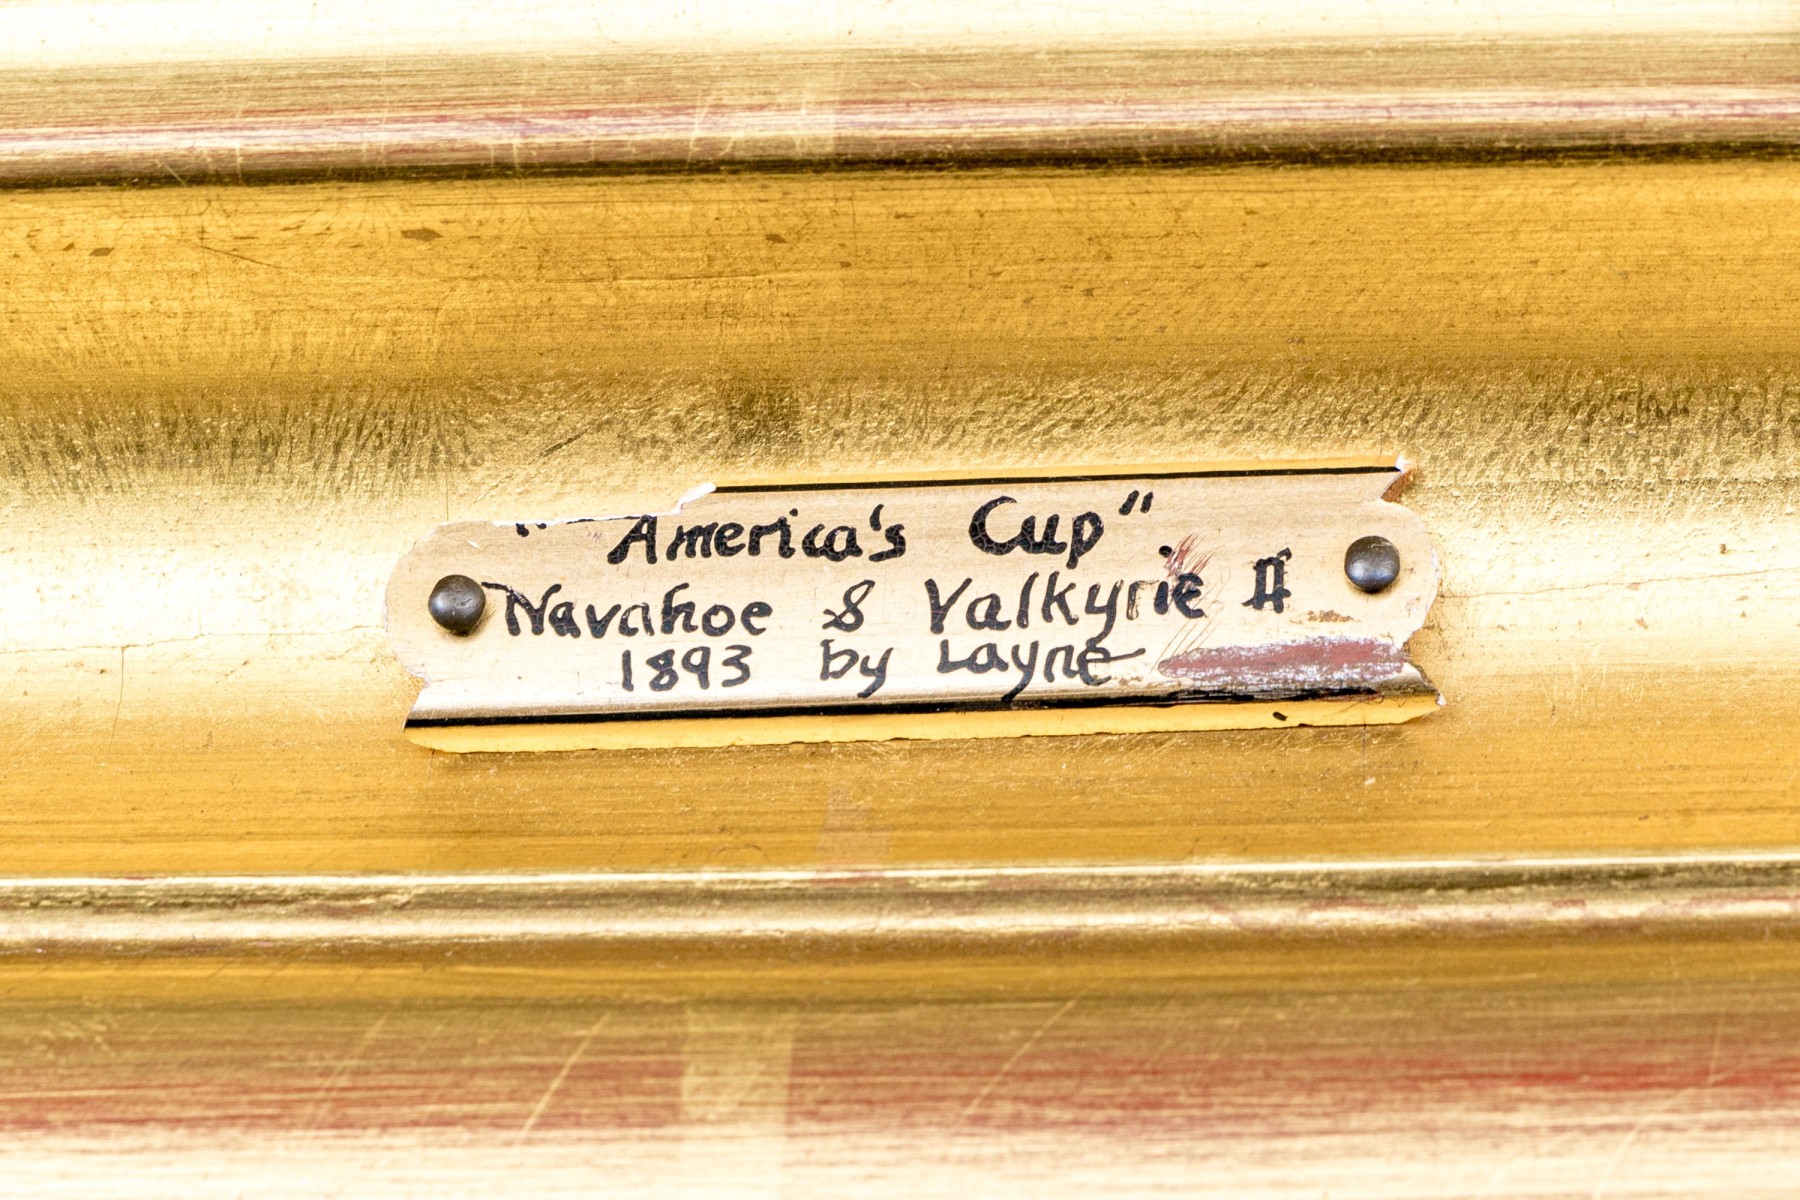 "America's Cup"
Navahoe & Valkyrie II
1893 by Layne